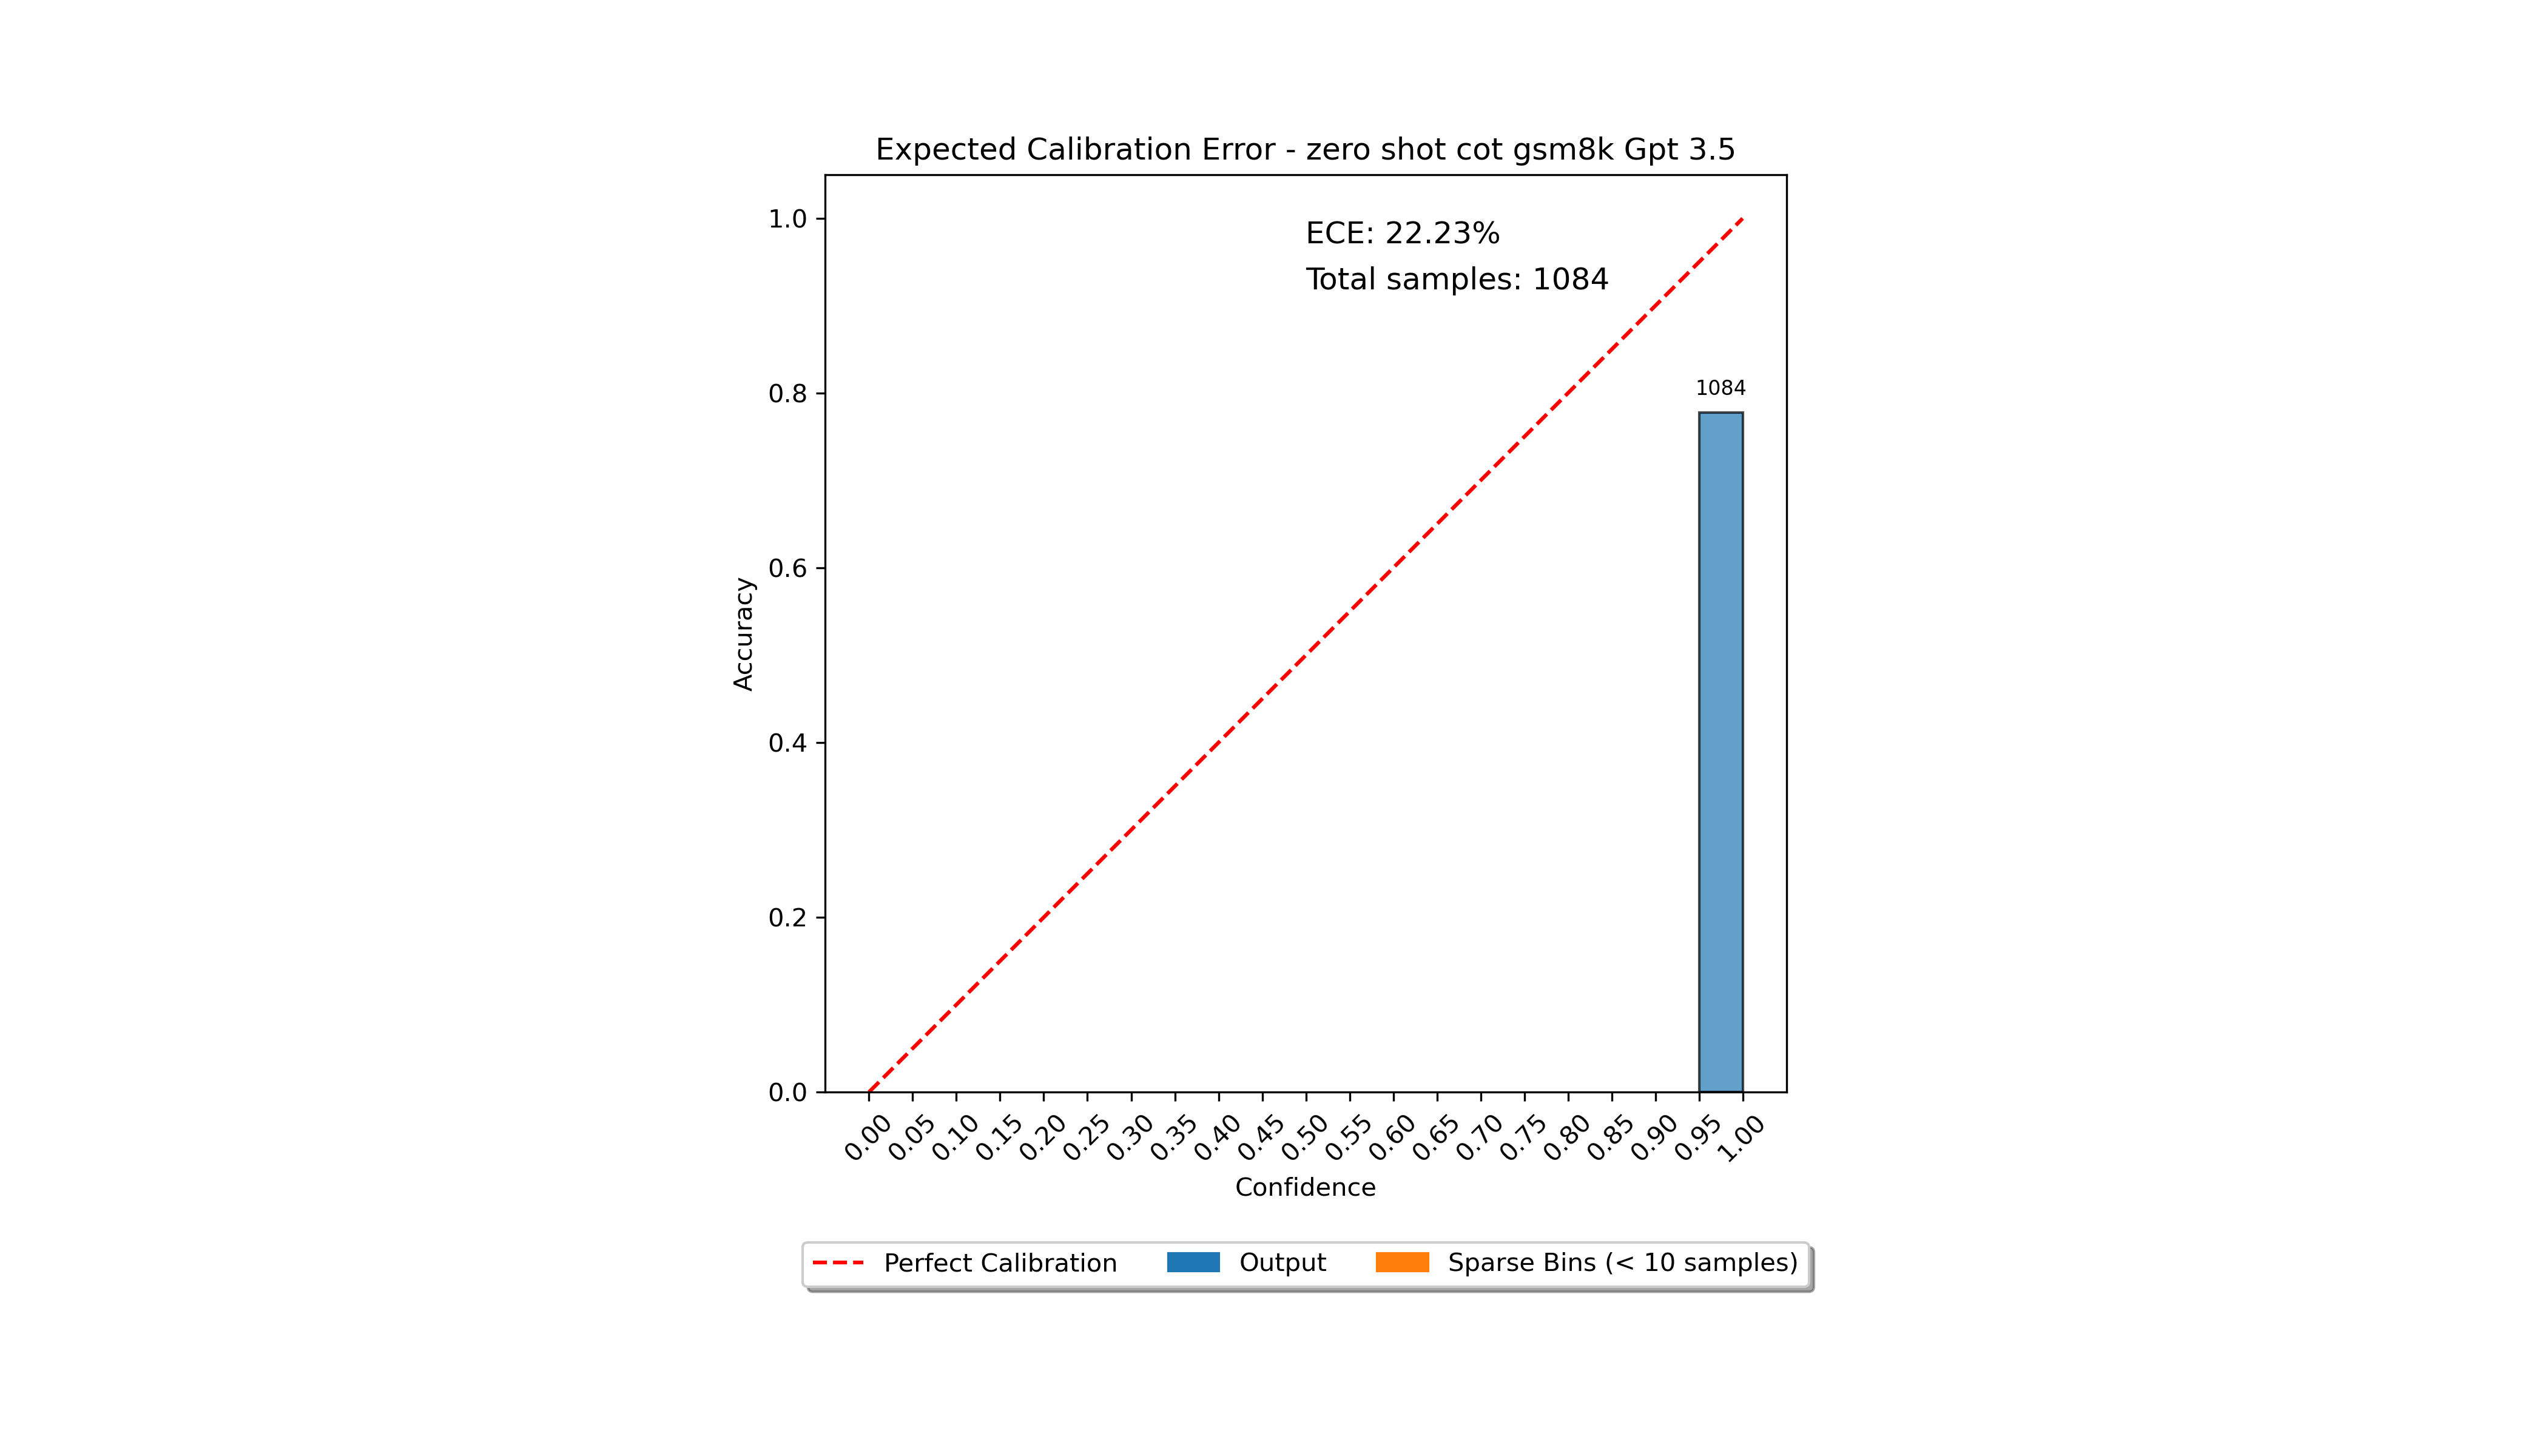 Expected Calibration Error - zero shot cot gsm8k Gpt 3.5
ECE: 22.23%
Total samples: 1084
1084
1.0
0.8
0.6
0.4
0.2
0.0
Accuracy
0.00 0.05 0.10 0.15 0.20 0.25 0.30 0.35 0.40 0.45 0.50 0.55 0.60 0.65 0.70 0.75 0.80 0.85 0.90 0.95 1.00
Confidence
Perfect Calibration Output Sparse Bins (< 10 samples)